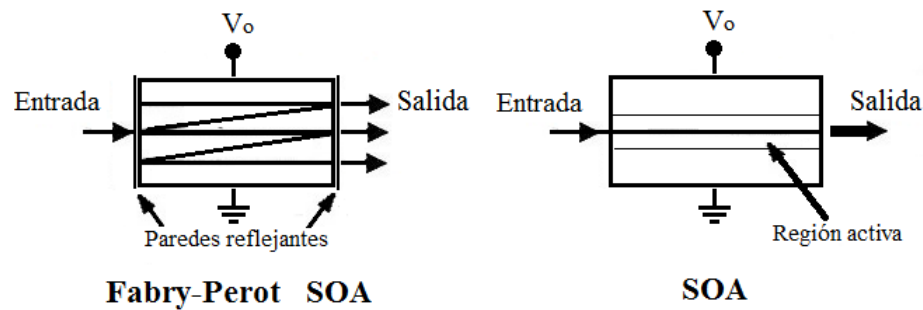 Vo
Entrada
Salida
Paredes reflejantes
Fabry-Perot SOA
Vo
Entrada
Salida
Región activa
SOA